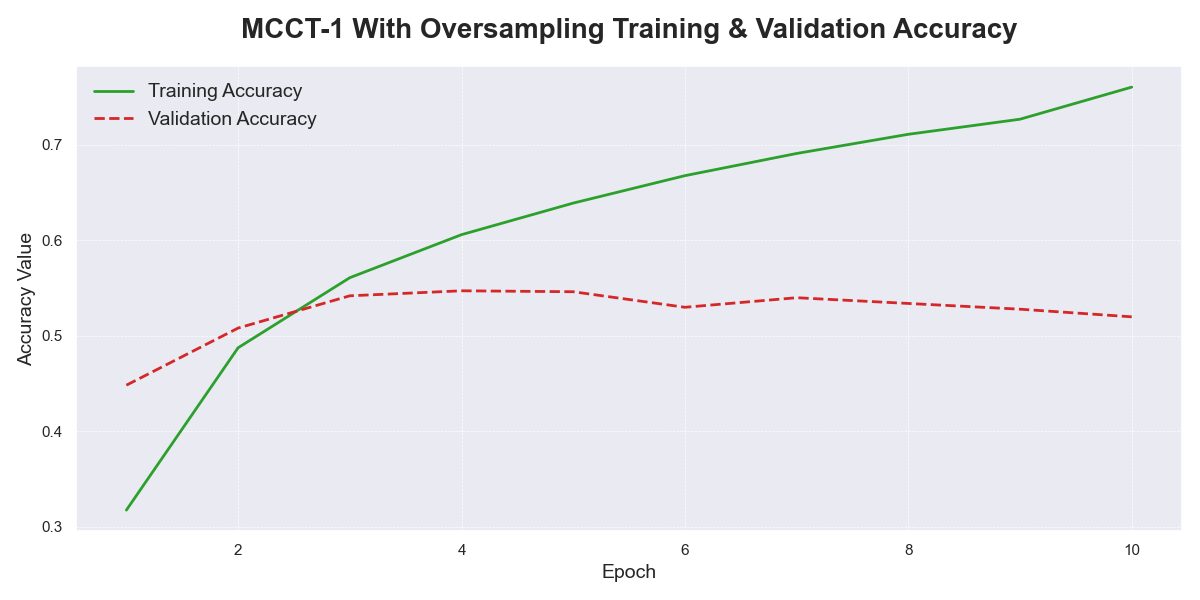 MCCT-1 With Oversampling Training & Validation Accuracy
Training Accuracy
Validation Accuracy
Accuracy Value
0.7
0.6
0.5
0.4
0.3
2 4 6 8 10
Epoch